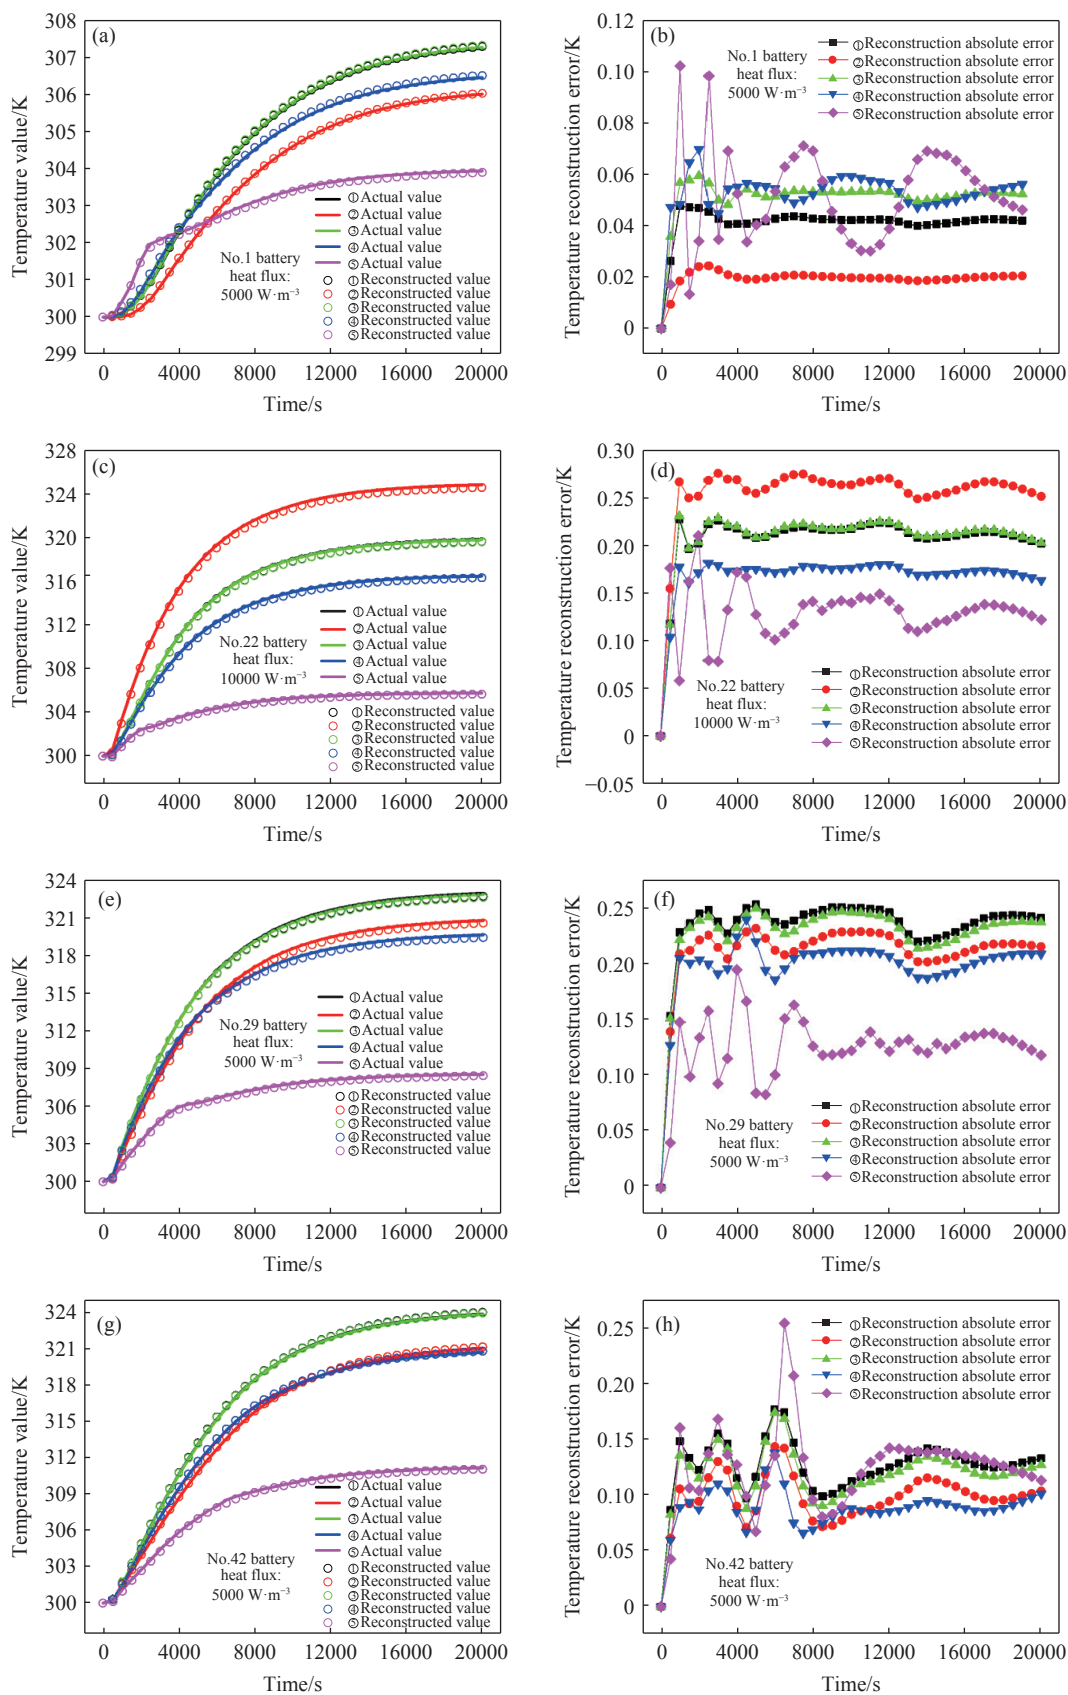 (a)
Temperature value/K
308
307
306
305
304
303
302
301
300
299
①Actual value
②Actual value
③Actual value
④Actual value
⑤Actual value
No.1 battery
heat flux:
5000 W·m⁻³
①Reconstructed value
②Reconstructed value
③Reconstructed value
④Reconstructed value
⑤Reconstructed value
0 4000 8000 12000 16000 20000
Time/s
(b)
Temperature reconstruction error/K
0.12
0.10
0.08
0.06
0.04
0.02
0
No.1 battery
heat flux:
5000 W·m⁻³
①Reconstruction absolute error
②Reconstruction absolute error
③Reconstruction absolute error
④Reconstruction absolute error
⑤Reconstruction absolute error
0 4000 8000 12000 16000 20000
Time/s
(c)
Temperature value/K
328
324
320
316
312
308
304
300
①Actual value
②Actual value
③Actual value
④Actual value
⑤Actual value
No.22 battery
heat flux:
10000 W·m⁻³
①Reconstructed value
②Reconstructed value
③Reconstructed value
④Reconstructed value
⑤Reconstructed value
0 4000 8000 12000 16000 20000
Time/s
(d)
Temperature reconstruction error/K
0.30
0.25
0.20
0.15
0.10
0.05
0
−0.05
No.22 battery
heat flux:
10000 W·m⁻³
①Reconstruction absolute error
②Reconstruction absolute error
③Reconstruction absolute error
④Reconstruction absolute error
⑤Reconstruction absolute error
0 4000 8000 12000 16000 20000
Time/s
(e)
Temperature value/K
324
321
318
315
312
309
306
303
300
①Actual value
②Actual value
③Actual value
④Actual value
⑤Actual value
No.29 battery
heat flux:
5000 W·m⁻³
①Reconstructed value
②Reconstructed value
③Reconstructed value
④Reconstructed value
⑤Reconstructed value
0 4000 8000 12000 16000 20000
Time/s
(f)
Temperature reconstruction error/K
0.25
0.20
0.15
0.10
0.05
0
No.29 battery
heat flux:
5000 W·m⁻³
①Reconstruction absolute error
②Reconstruction absolute error
③Reconstruction absolute error
④Reconstruction absolute error
⑤Reconstruction absolute error
0 4000 8000 12000 16000 20000
Time/s
(g)
Temperature value/K
324
321
318
315
312
309
306
303
300
①Actual value
②Actual value
③Actual value
④Actual value
⑤Actual value
No.42 battery
heat flux:
5000 W·m⁻³
①Reconstructed value
②Reconstructed value
③Reconstructed value
④Reconstructed value
⑤Reconstructed value
0 4000 8000 12000 16000 20000
Time/s
(h)
Temperature reconstruction error/K
0.25
0.20
0.15
0.10
0.05
0
①Reconstruction absolute error
②Reconstruction absolute error
③Reconstruction absolute error
④Reconstruction absolute error
⑤Reconstruction absolute error
No.42 battery
heat flux:
5000 W·m⁻³
0 4000 8000 12000 16000 20000
Time/s